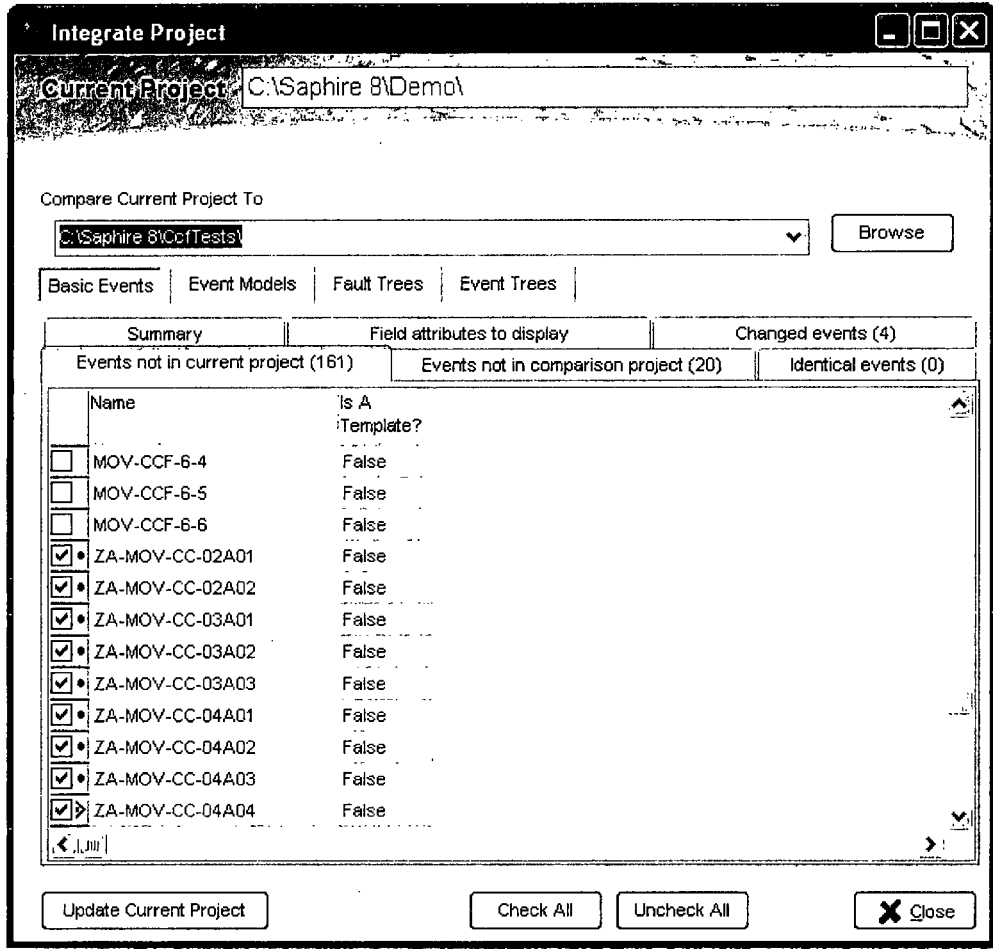 Integrate Project
Current Project C:\Saphire 8\Demo\
Compare Current Project To
C:\Saphire 8\CcfTests\
Browse
Basic Events Event Models Fault Trees Event Trees
Summary Field attributes to display Changed events (4)
Events not in current project (161) Events not in comparison project (20) Identical events (0)
Name Is A Template?
MOV-CCF-6-4 False
MOV-CCF-6-5 False
MOV-CCF-6-6 False
ZA-MOV-CC-02A01 False
ZA-MOV-CC-02A02 False
ZA-MOV-CC-03A01 False
ZA-MOV-CC-03A02 False
ZA-MOV-CC-03A03 False
ZA-MOV-CC-04A01 False
ZA-MOV-CC-04A02 False
ZA-MOV-CC-04A03 False
ZA-MOV-CC-04A04 False
Update Current Project Check All Uncheck All Close